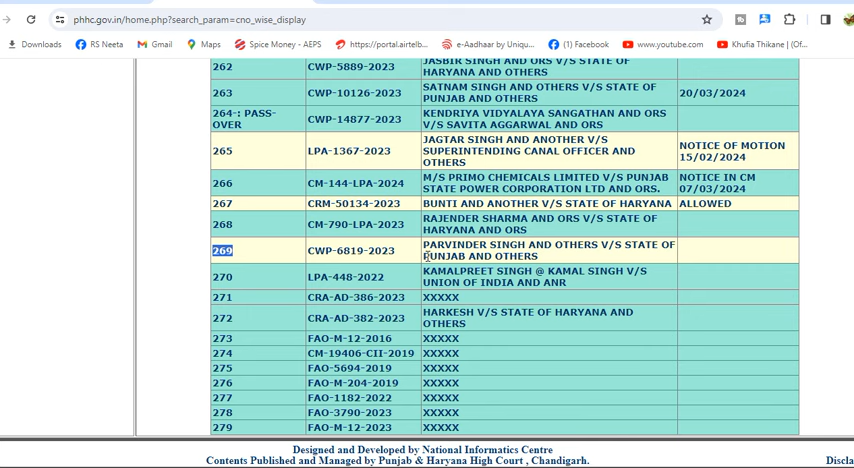 phhc.gov.in/home.php?search_param=cno_wise_display
Downloads RS Neeta Gmail Maps Spice Money - AEPS https://portal.airtelb... e-Aadhaar by Uniqu... (1) Facebook www.youtube.com Khufia Thikane | (Of...
262 CWP-5889-2023 JASBIR SINGH AND ORS V/S STATE OF
HARYANA AND OTHERS
263 CWP-10126-2023 SATNAM SINGH AND OTHERS V/S STATE OF 20/03/2024
PUNJAB AND OTHERS
264-: PASS- CWP-14877-2023 KENDRIYA VIDYALAYA SANGATHAN AND ORS
OVER V/S SAVITA AGGARWAL AND ORS
265 LPA-1367-2023 JAGTAR SINGH AND ANOTHER V/S
SUPERINTENDING CANAL OFFICER AND
OTHERS
NOTICE OF MOTION
15/02/2024
266 CM-144-LPA-2024 M/S PRIMO CHEMICALS LIMITED V/S PUNJAB NOTICE IN CM
STATE POWER CORPORATION LTD AND ORS. 07/03/2024
267 CRM-50134-2023 BUNTI AND ANOTHER V/S STATE OF HARYANA ALLOWED
268 CM-790-LPA-2023 RAJENDER SHARMA AND ORS V/S STATE OF
HARYANA AND ORS
269 CWP-6819-2023 PARVINDER SINGH AND OTHERS V/S STATE OF
PUNJAB AND OTHERS
270 LPA-448-2022 KAMALPREET SINGH @ KAMAL SINGH V/S
UNION OF INDIA AND ANR
271 CRA-AD-386-2023 XXXXX
272 CRA-AD-382-2023 HARKESH V/S STATE OF HARYANA AND
OTHERS
273 FAO-M-12-2016 XXXXX
274 CM-19406-CII-2019 XXXXX
275 FAO-5694-2019 XXXXX
276 FAO-M-204-2019 XXXXX
277 FAO-1182-2022 XXXXX
278 FAO-3790-2023 XXXXX
279 FAO-M-12-2023 XXXXX
Designed and Developed by National Informatics Centre
Contents Published and Managed by Punjab & Haryana High Court , Chandigarh. Discla